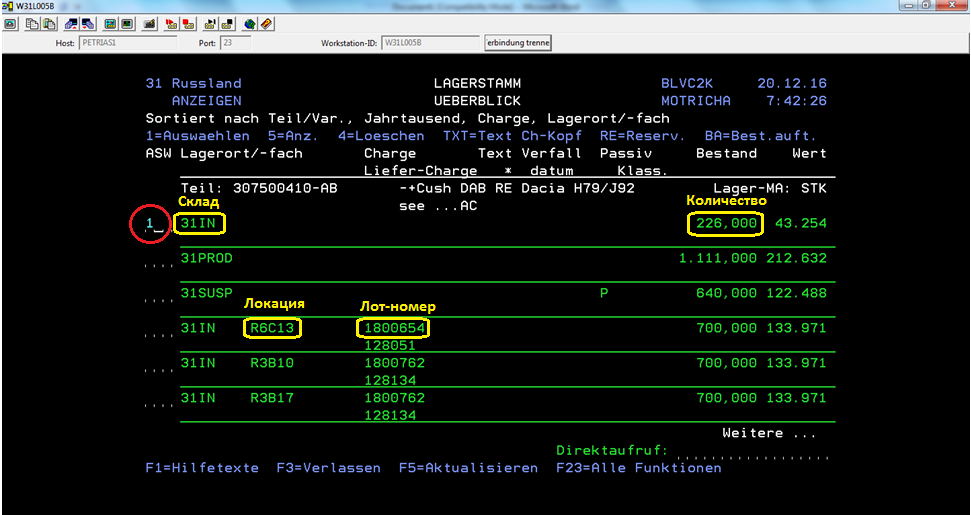 W31L005B
Host: PETRIAS1 Port: 23 Workstation-ID: W31L005B erbindung trenne
31 Russland LAGERSTAMM BLVC2K 20.12.16
ANZEIGEN UEBERBLICK MOTRICHA 7:42:26
Sortiert nach Teil/Var., Jahrtausend, Charge, Lagerort/-fach
1=Auswaehlen 5=Anz. 4=Loeschen TXT=Text Ch-Kopf RE=Reserv. BA=Best.auft.
ASW Lagerort/-fach Charge Text Verfall Passiv Bestand Wert
Liefer-Charge * datum Klass.
Teil: 307500410-AB -+Cush DAB RE Dacia H79/J92 Lager-MA: STK
see ...AC
Склад Количество
1 31IN 226,000 43.254
31PROD 1.111,000 212.632
31SUSP P 640,000 122.488
Локация Лот-номер
31IN R6C13 1800654 700,000 133.971
128051
31IN R3B10 1800762 700,000 133.971
128134
31IN R3B17 1800762 700,000 133.971
128134
Weitere ...
Direktaufruf:
F1=Hilfetexte F3=Verlassen F5=Aktualisieren F23=Alle Funktionen